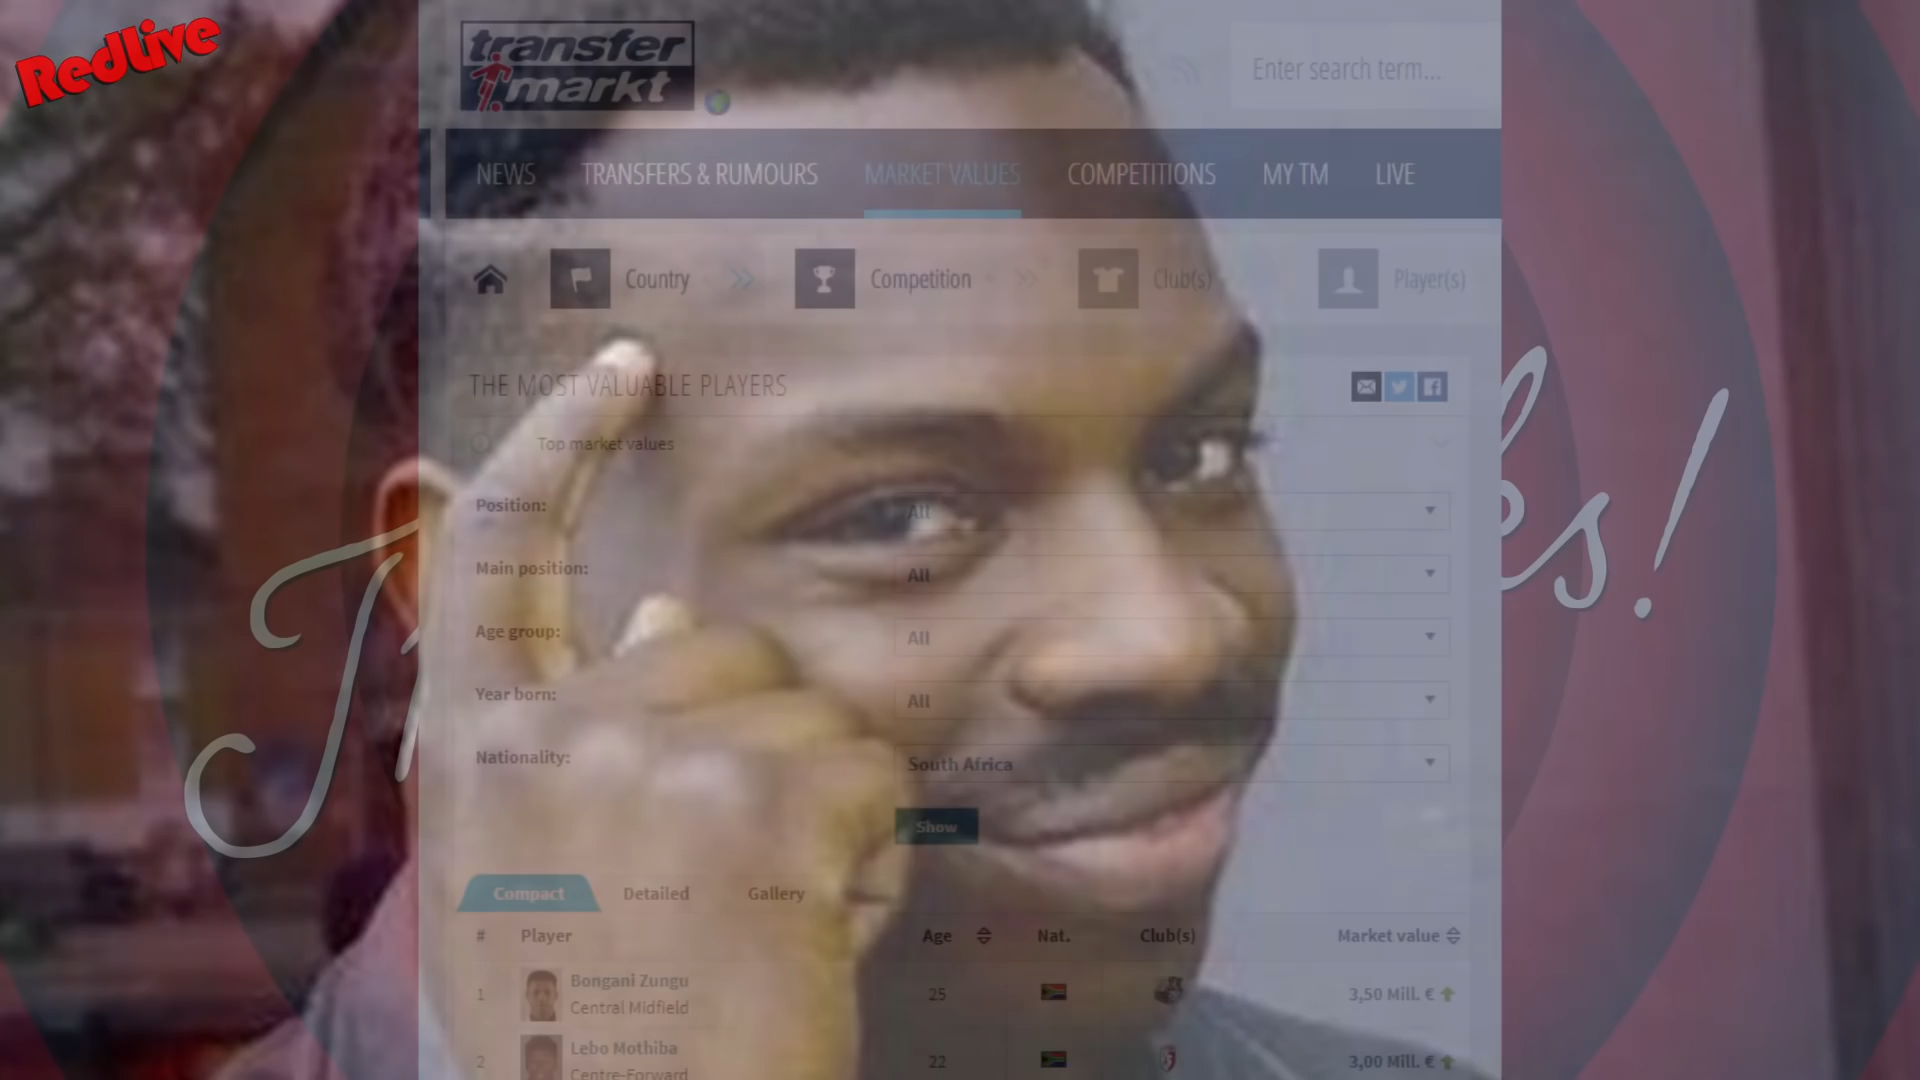 RedLive
transfer
markt
Enter search term...
NEWS TRANSFERS & RUMOURS MARKET VALUES COMPETITIONS MY TM LIVE
Country Competition Club(s) Player(s)
THE MOST VALUABLE PLAYERS
Top market values
Position: All
Main position: All
Age group: All
Year born: All
Nationality: South Africa
Show
Compact Detailed Gallery
# Player Age Nat. Club(s) Market value
1 Bongani Zungu 25 3,50 Mill. €
Central Midfield
2 Lebo Mothiba 22 3,00 Mill. €
Centre-Forward